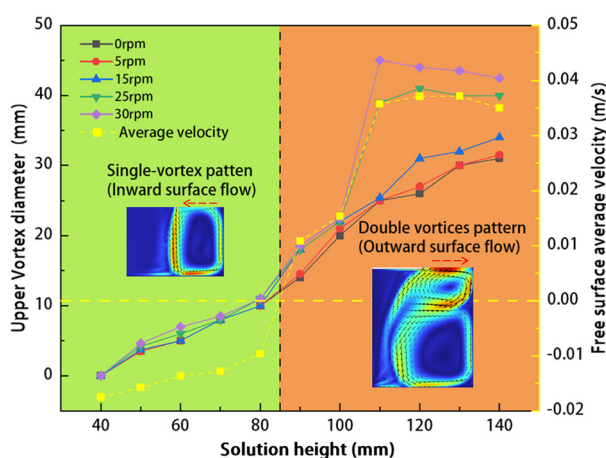 0rpm
5rpm
15rpm
25rpm
30rpm
Average velocity
Single-vortex patten
(Inward surface flow)
Double vortices pattern
(Outward surface flow)
Upper Vortex diameter (mm)
50
40
30
20
10
0
Free surface average velocity (m/s)
0.05
0.04
0.03
0.02
0.01
0.00
-0.01
-0.02
40
60
80
100
120
140
Solution height (mm)